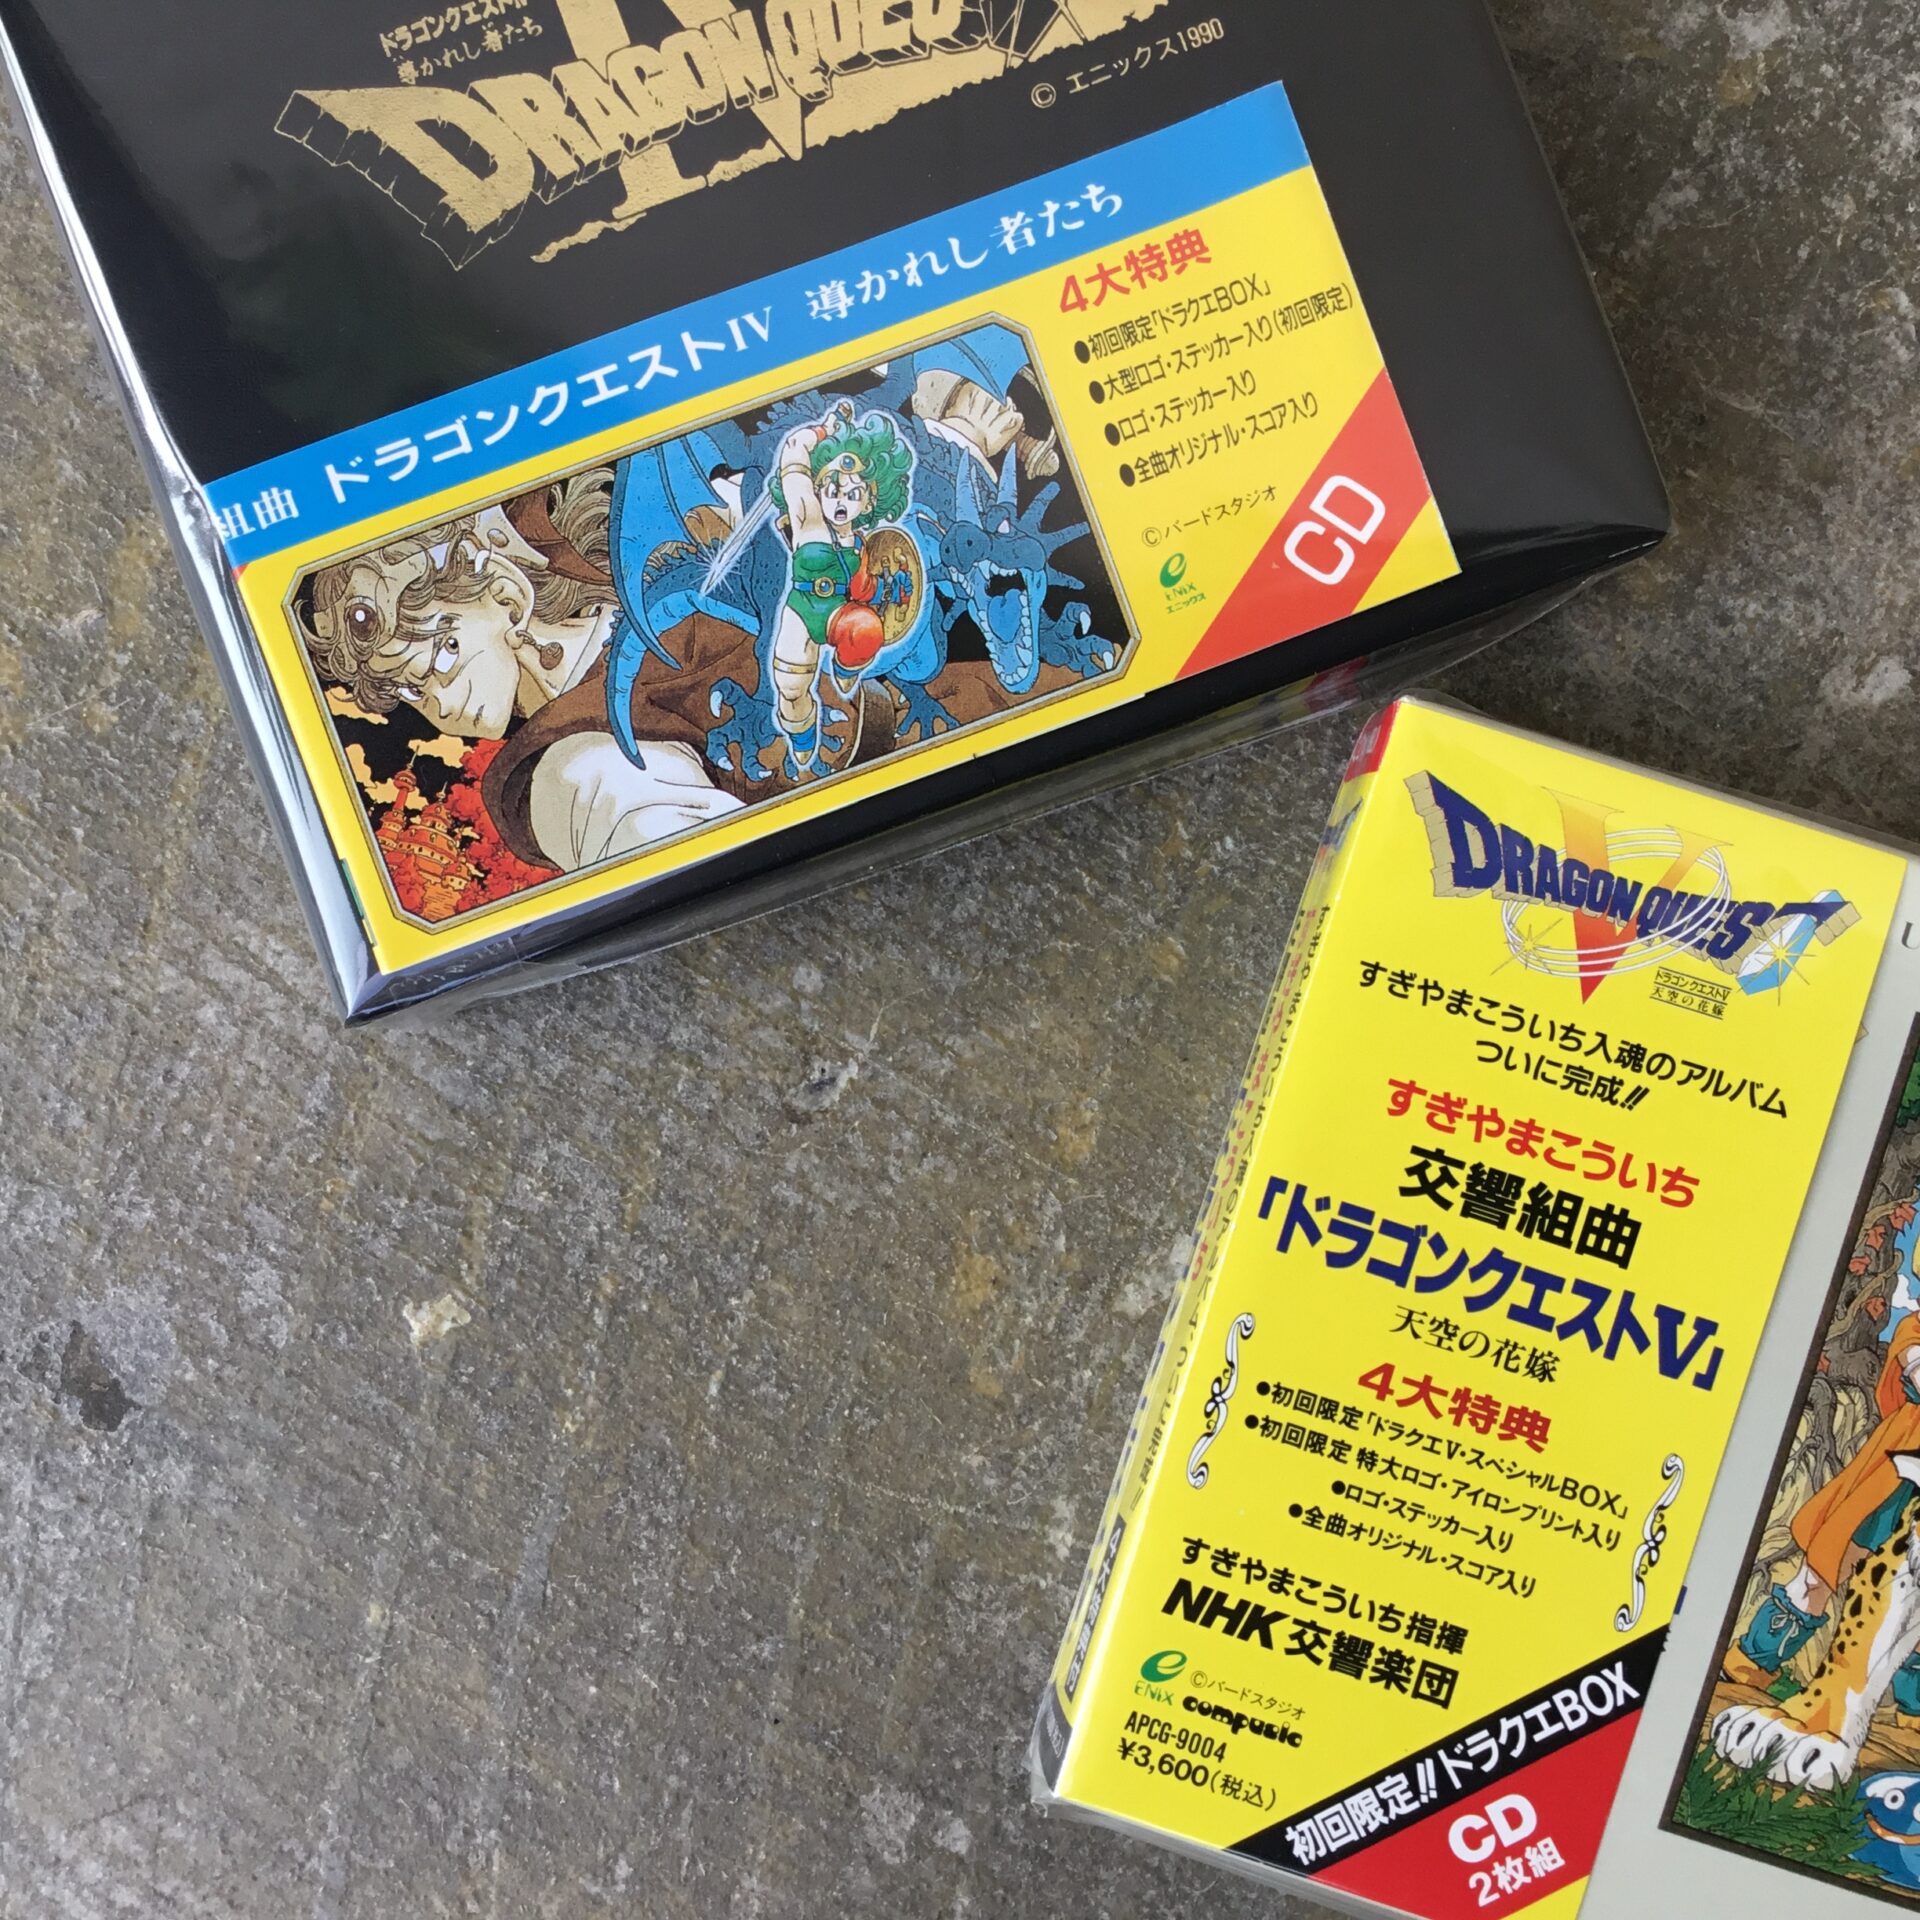 ドラゴンクエストIV
導かれし者たち
DRAGON QUEST
IV
© エニックス1990
組曲 ドラゴンクエストIV 導かれし者たち
4大特典
●初回限定「ドラクエBOX」
●大型ロゴ・ステッカー入り(初回限定)
●ロゴ・ステッカー入り
●全曲オリジナル・スコア入り
©バードスタジオ
ENIX
エニックス
CD
DRAGON QUEST
V
ドラゴンクエストV
天空の花嫁
すぎやまこういち入魂のアルバム
ついに完成!!
すぎやまこういち
交響組曲
「ドラゴンクエストV」
天空の花嫁
4大特典
●初回限定「ドラクエV・スペシャルBOX」
●初回限定 特大ロゴ・アイロンプリント入り
●ロゴ・ステッカー入り
●全曲オリジナル・スコア入り
すぎやまこういち指揮
NHK交響楽団
ENIX
©バードスタジオ
compusic
APCG-9004
¥3,600(税込)
初回限定!!ドラクエBOX
CD
2枚組